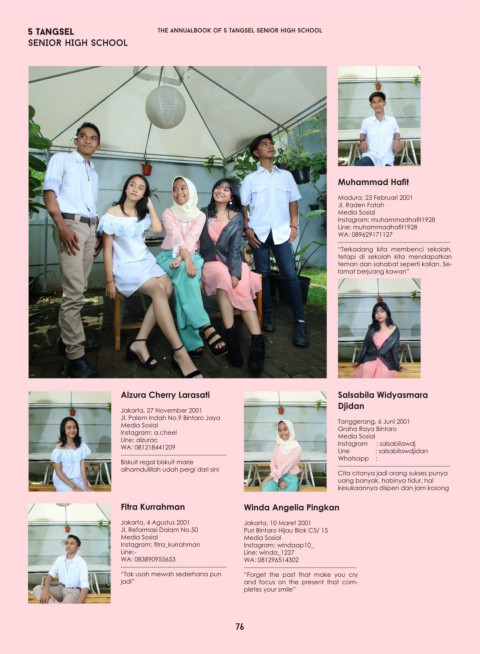 5 TANGSEL
SENIOR HIGH SCHOOL
THE ANNUALBOOK OF 5 TANGSEL SENIOR HIGH SCHOOL
Muhammad Hafit
Madura, 23 Februari 2001
Jl. Raden Fatah
Media Sosial
Instagram: muhammadhafit1928
Line: muhammadhafit1928
WA: 089629171127
"Terkadang kita membenci sekolah,
tetapi di sekolah kita mendapatkan
teman dan sahabat seperti kalian. Se-
lamat berjuang kawan"
Alzura Cherry Larasati
Jakarta, 27 November 2001
Jl. Palem Indah No.9 Bintaro Jaya
Media Sosial
Instagram: a.cheel
Line: alzurac
WA: 081218441209
Biskuit regal biskuit marie
alhamdulillah udah pergi dari sini
Salsabila Widyasmara
Djidan
Tanggerang, 6 Juni 2001
Graha Raya Bintaro
Media Sosial
Instagram : salsabilawdj
Line : salsabilawdjidan
Whatsapp :
Cita citanya jadi orang sukses punya
uang banyak, hobinya tidur, hal
kesukaannya dispen dan jam kosong
Fitra Kurrahman
Jakarta, 4 Agustus 2001
Jl. Reformasi Dalam No.50
Media Sosial
Instagram: fitra_kurrahman
Line:-
WA: 083890955653
"Tak usah mewah sederhana pun
jadi"
Winda Angelia Pingkan
Jakarta, 10 Maret 2001
Puri Bintaro Hijau Blok C5/ 15
Media Sosial
Instagram: windaap10_
Line: winda_1227
WA: 081296514302
"Forget the past that make you cry
and focus on the present that com-
pletes your smile"
76